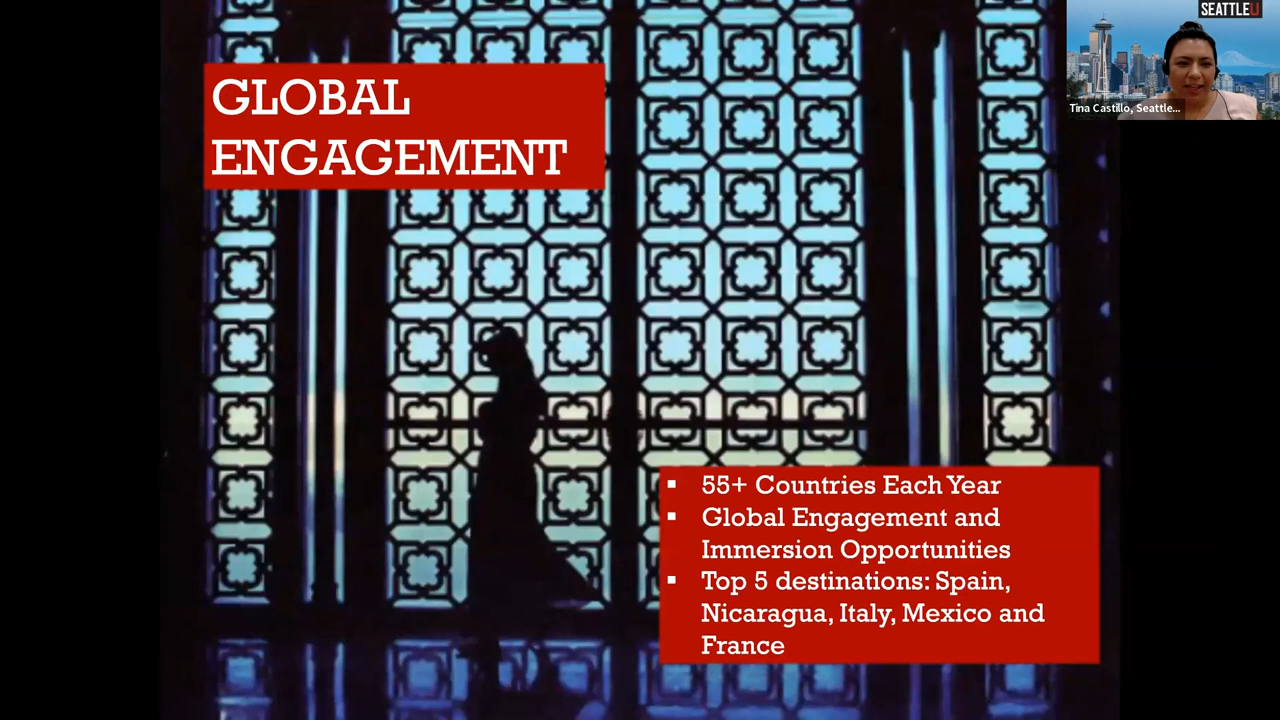 GLOBAL
ENGAGEMENT
SEATTLEU
Tina Castillo, Seattle...
▪ 55+ Countries Each Year
▪ Global Engagement and
Immersion Opportunities
▪ Top 5 destinations: Spain,
Nicaragua, Italy, Mexico and
France